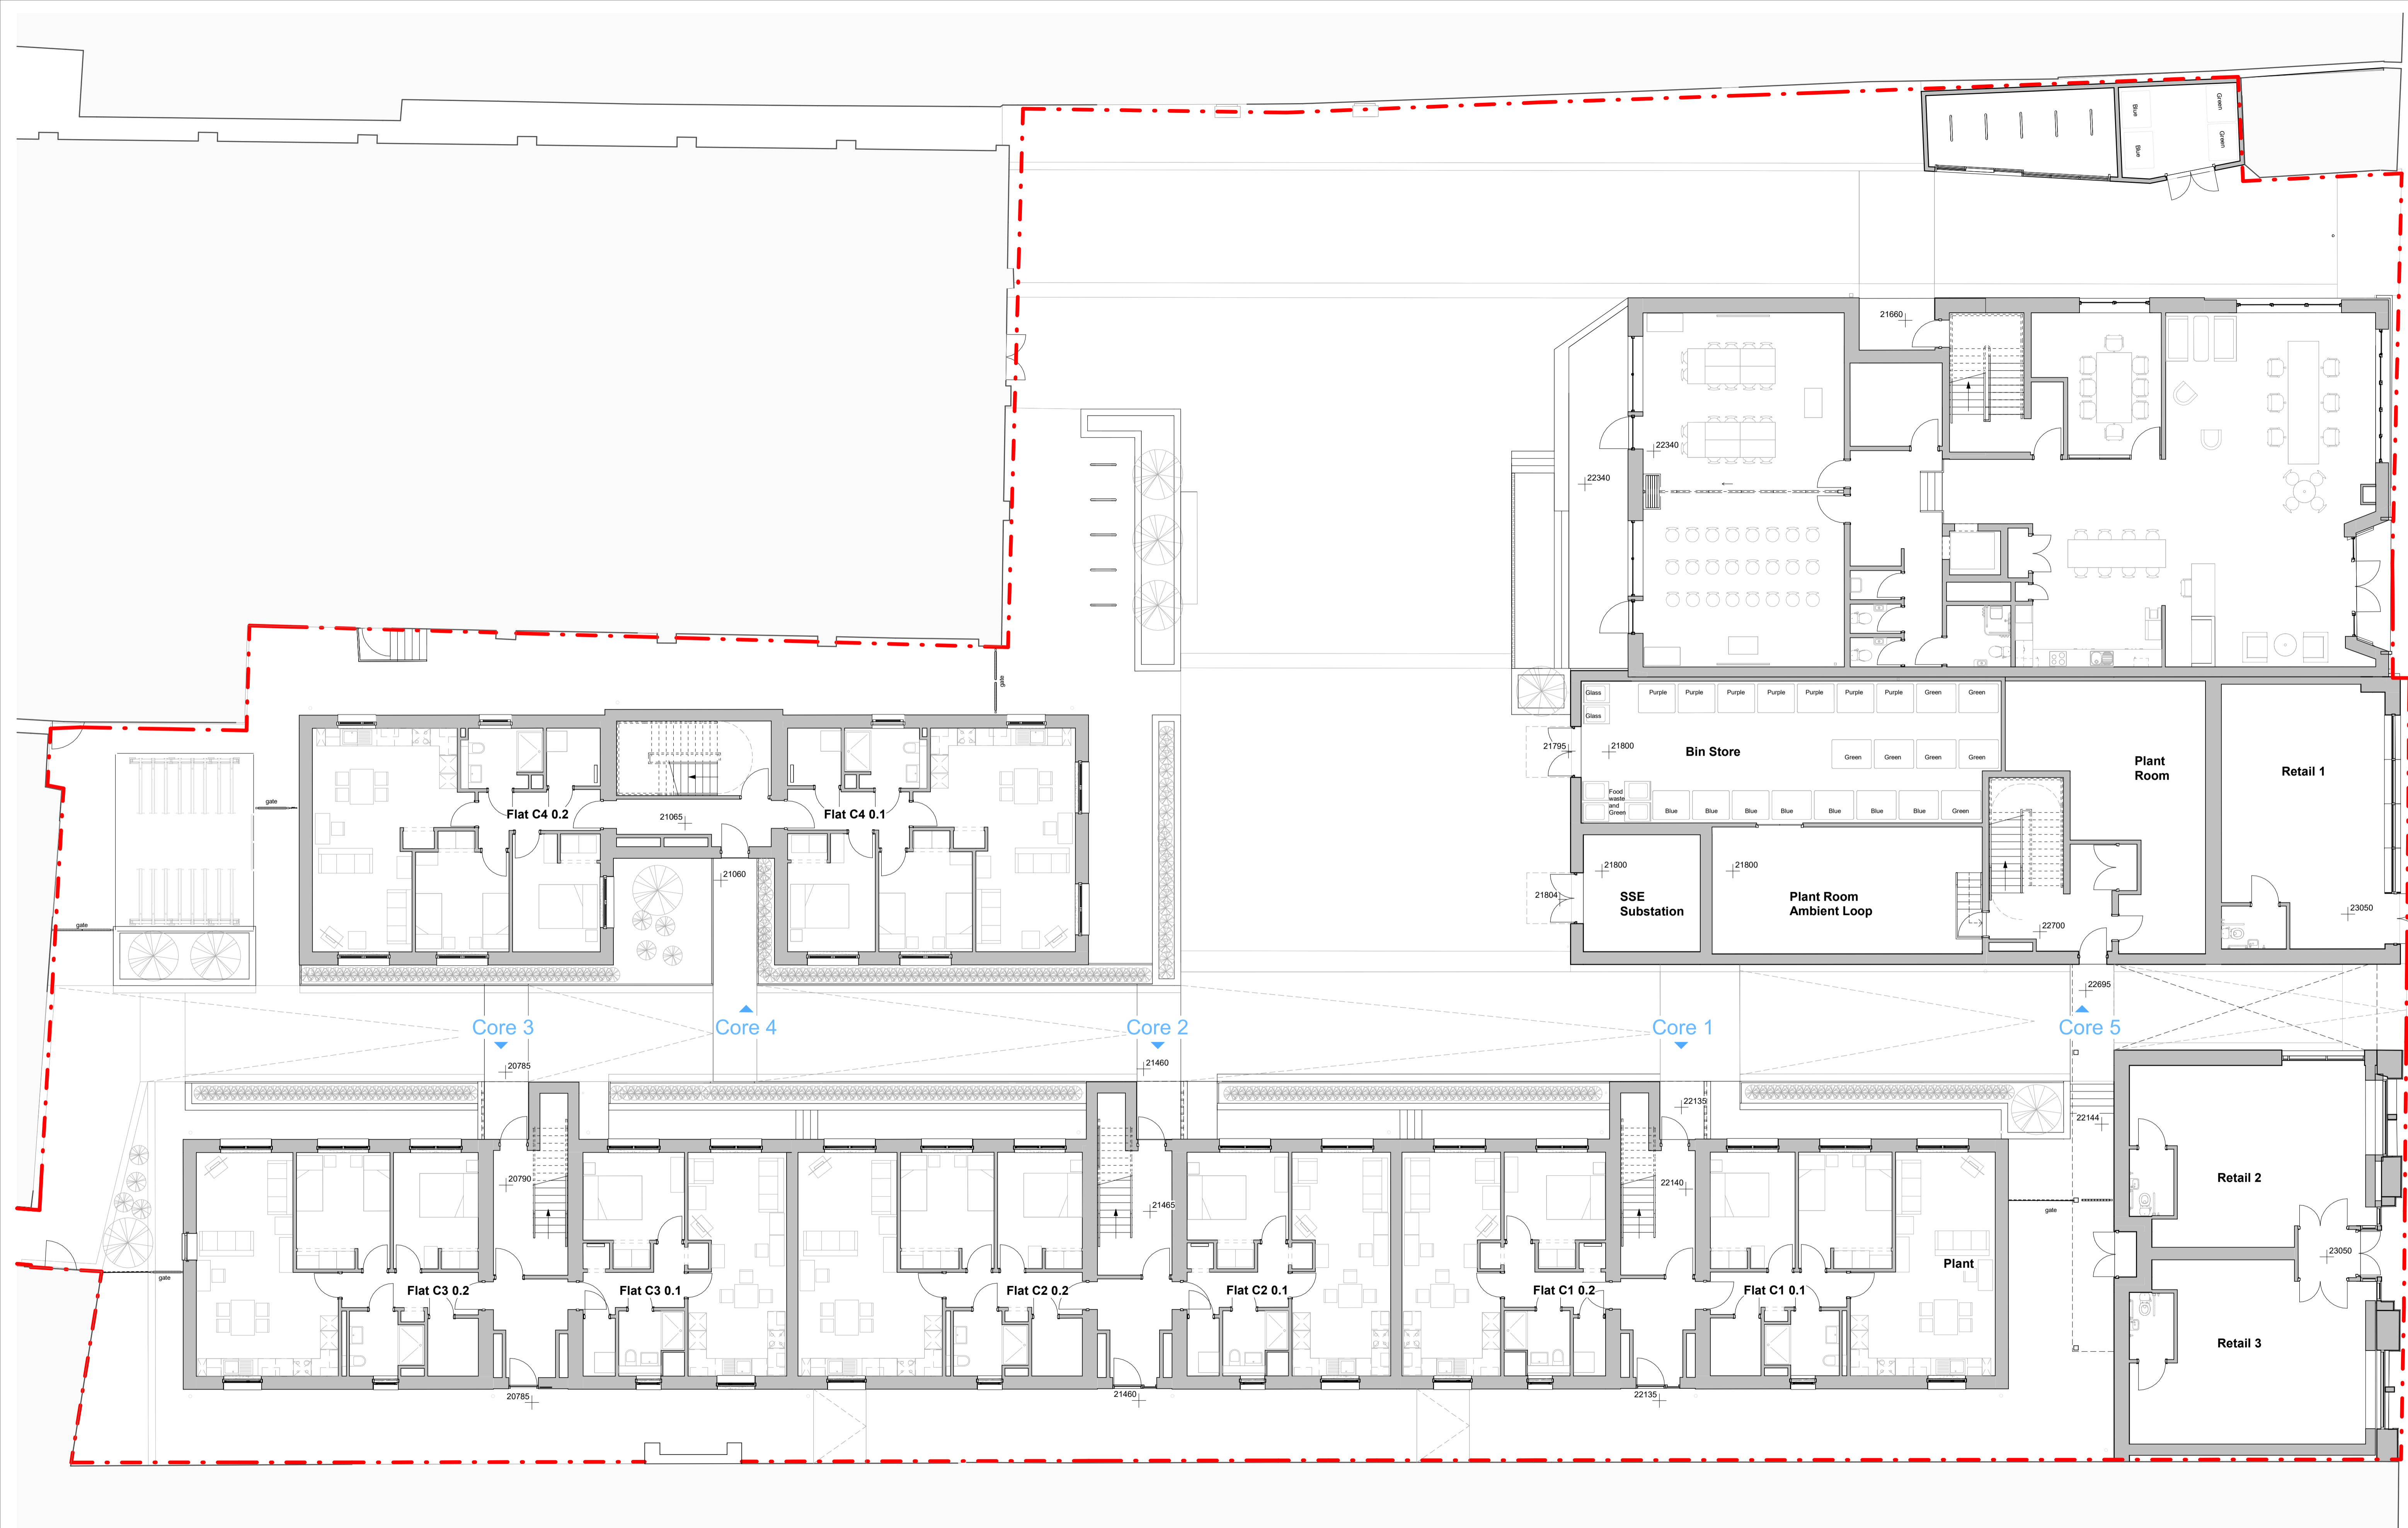 Blue
Green
Blue
Green
21660
22340
22340
gate
Glass
Purple
Purple
Purple
Purple
Purple
Purple
Purple
Green
Green
Glass
21795
21800
Bin Store
Green
Green
Green
Green
Plant
Room
Retail 1
gate
Food
waste
and
Green
Blue
Blue
Blue
Blue
Blue
Blue
Blue
Green
Flat C4 0.2
21065
Flat C4 0.1
21060
21800
21800
21804
SSE
Substation
Plant Room
Ambient Loop
23050
gate
22700
22695
Core 3
Core 4
Core 2
Core 1
Core 5
20785
21460
22135
22144
20790
21465
22140
Retail 2
gate
23050
gate
Flat C3 0.2
Flat C3 0.1
Flat C2 0.2
Flat C2 0.1
Flat C1 0.2
Flat C1 0.1
Plant
Retail 3
20785
21460
22135